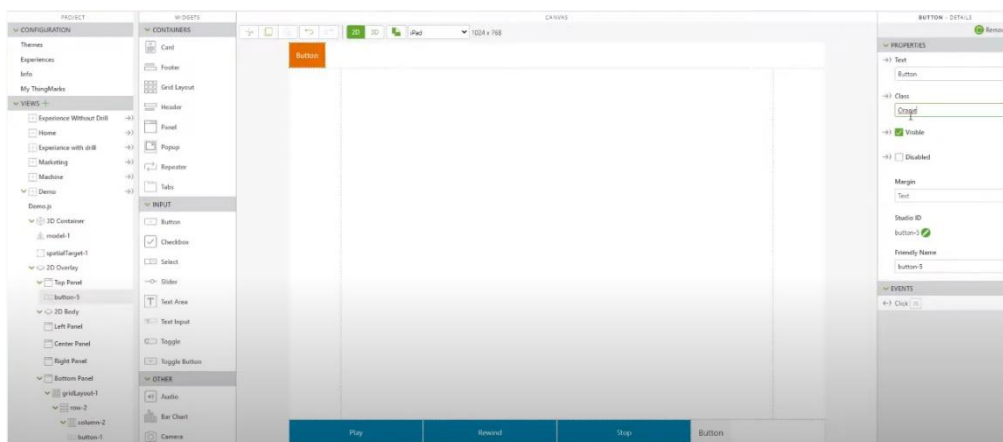 PROJECT
CONFIGURATION
Themes
Experiences
Info
My ThingMarks
VIEWS
Experience Without Drill
Home
Experience with drill
Marketing
Machine
Demo
Demo.js
3D Container
model-1
spatialTarget-1
2D Overlay
Top Panel
button-5
2D Body
Left Panel
Center Panel
Right Panel
Bottom Panel
gridLayout-1
row-2
column-2
button-1
WIDGETS
CONTAINERS
Card
Footer
Grid Layout
Header
Panel
Popup
Repeater
Tabs
INPUT
Button
Checkbox
Select
Slider
Text Area
Text Input
Toggle
Toggle Button
OTHER
Audio
Bar Chart
Camera
CANVAS
2D 3D iPad 1024 x 768
Button
Play Rewind Stop Button
BUTTON - DETAILS
PROPERTIES
Text
Button
Class
Visible
Disabled
Margin
Text
Studio ID
button-5
Friendly Name
button-5
EVENTS
Click